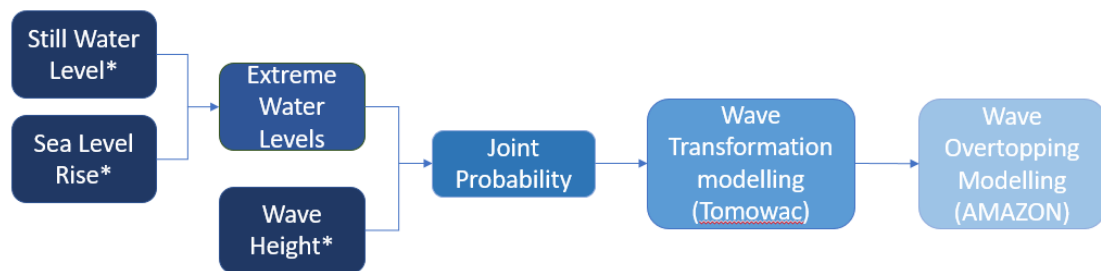 Still Water
Level*
Sea Level
Rise*
Extreme
Water
Levels
Wave
Height*
Joint
Probability
Wave
Transformation
modelling
(Tomowac)
Wave
Overtopping
Modelling
(AMAZON)